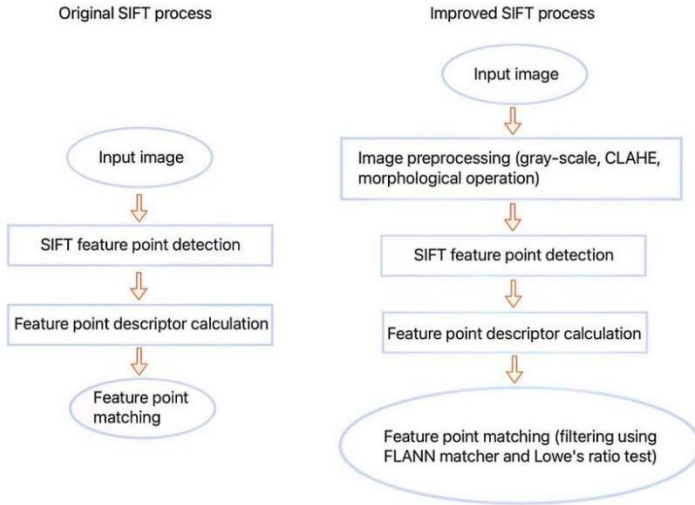 Original SIFT process
Input image
SIFT feature point detection
Feature point descriptor calculation
Feature point
matching
Improved SIFT process
Input image
Image preprocessing (gray-scale, CLAHE,
morphological operation)
SIFT feature point detection
Feature point descriptor calculation
Feature point matching (filtering using
FLANN matcher and Lowe's ratio test)